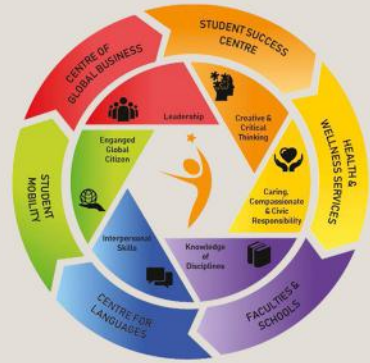 STUDENT SUCCESS
CENTRE
HEALTH &
WELLNESS SERVICES
FACULTIES &
SCHOOLS
CENTRE FOR
LANGUAGES
STUDENT
MOBILITY
CENTRE OF
GLOBAL BUSINESS
Leadership
Creative &
Critical
Thinking
Caring,
Compassionate
& Civic
Responsibility
Knowledge
of
Disciplines
Interpersonal
Skills
Enganged
Global
Citizen